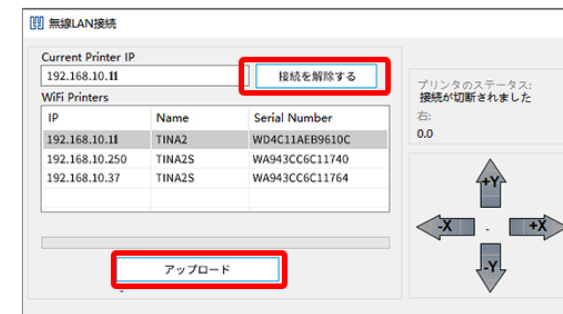 無線LAN接続
Current Printer IP
192.168.10.11
接続を解除する
WiFi Printers
IP Name Serial Number
192.168.10.11 TINA2 WD4C11AEB9610C
192.168.10.250 TINA2S WA943CC6C11740
192.168.10.37 TINA2S WA943CC6C11764
アップロード
プリンタのステータス:
接続が切断されました
右:
0.0
+Y
-X - +X
-Y